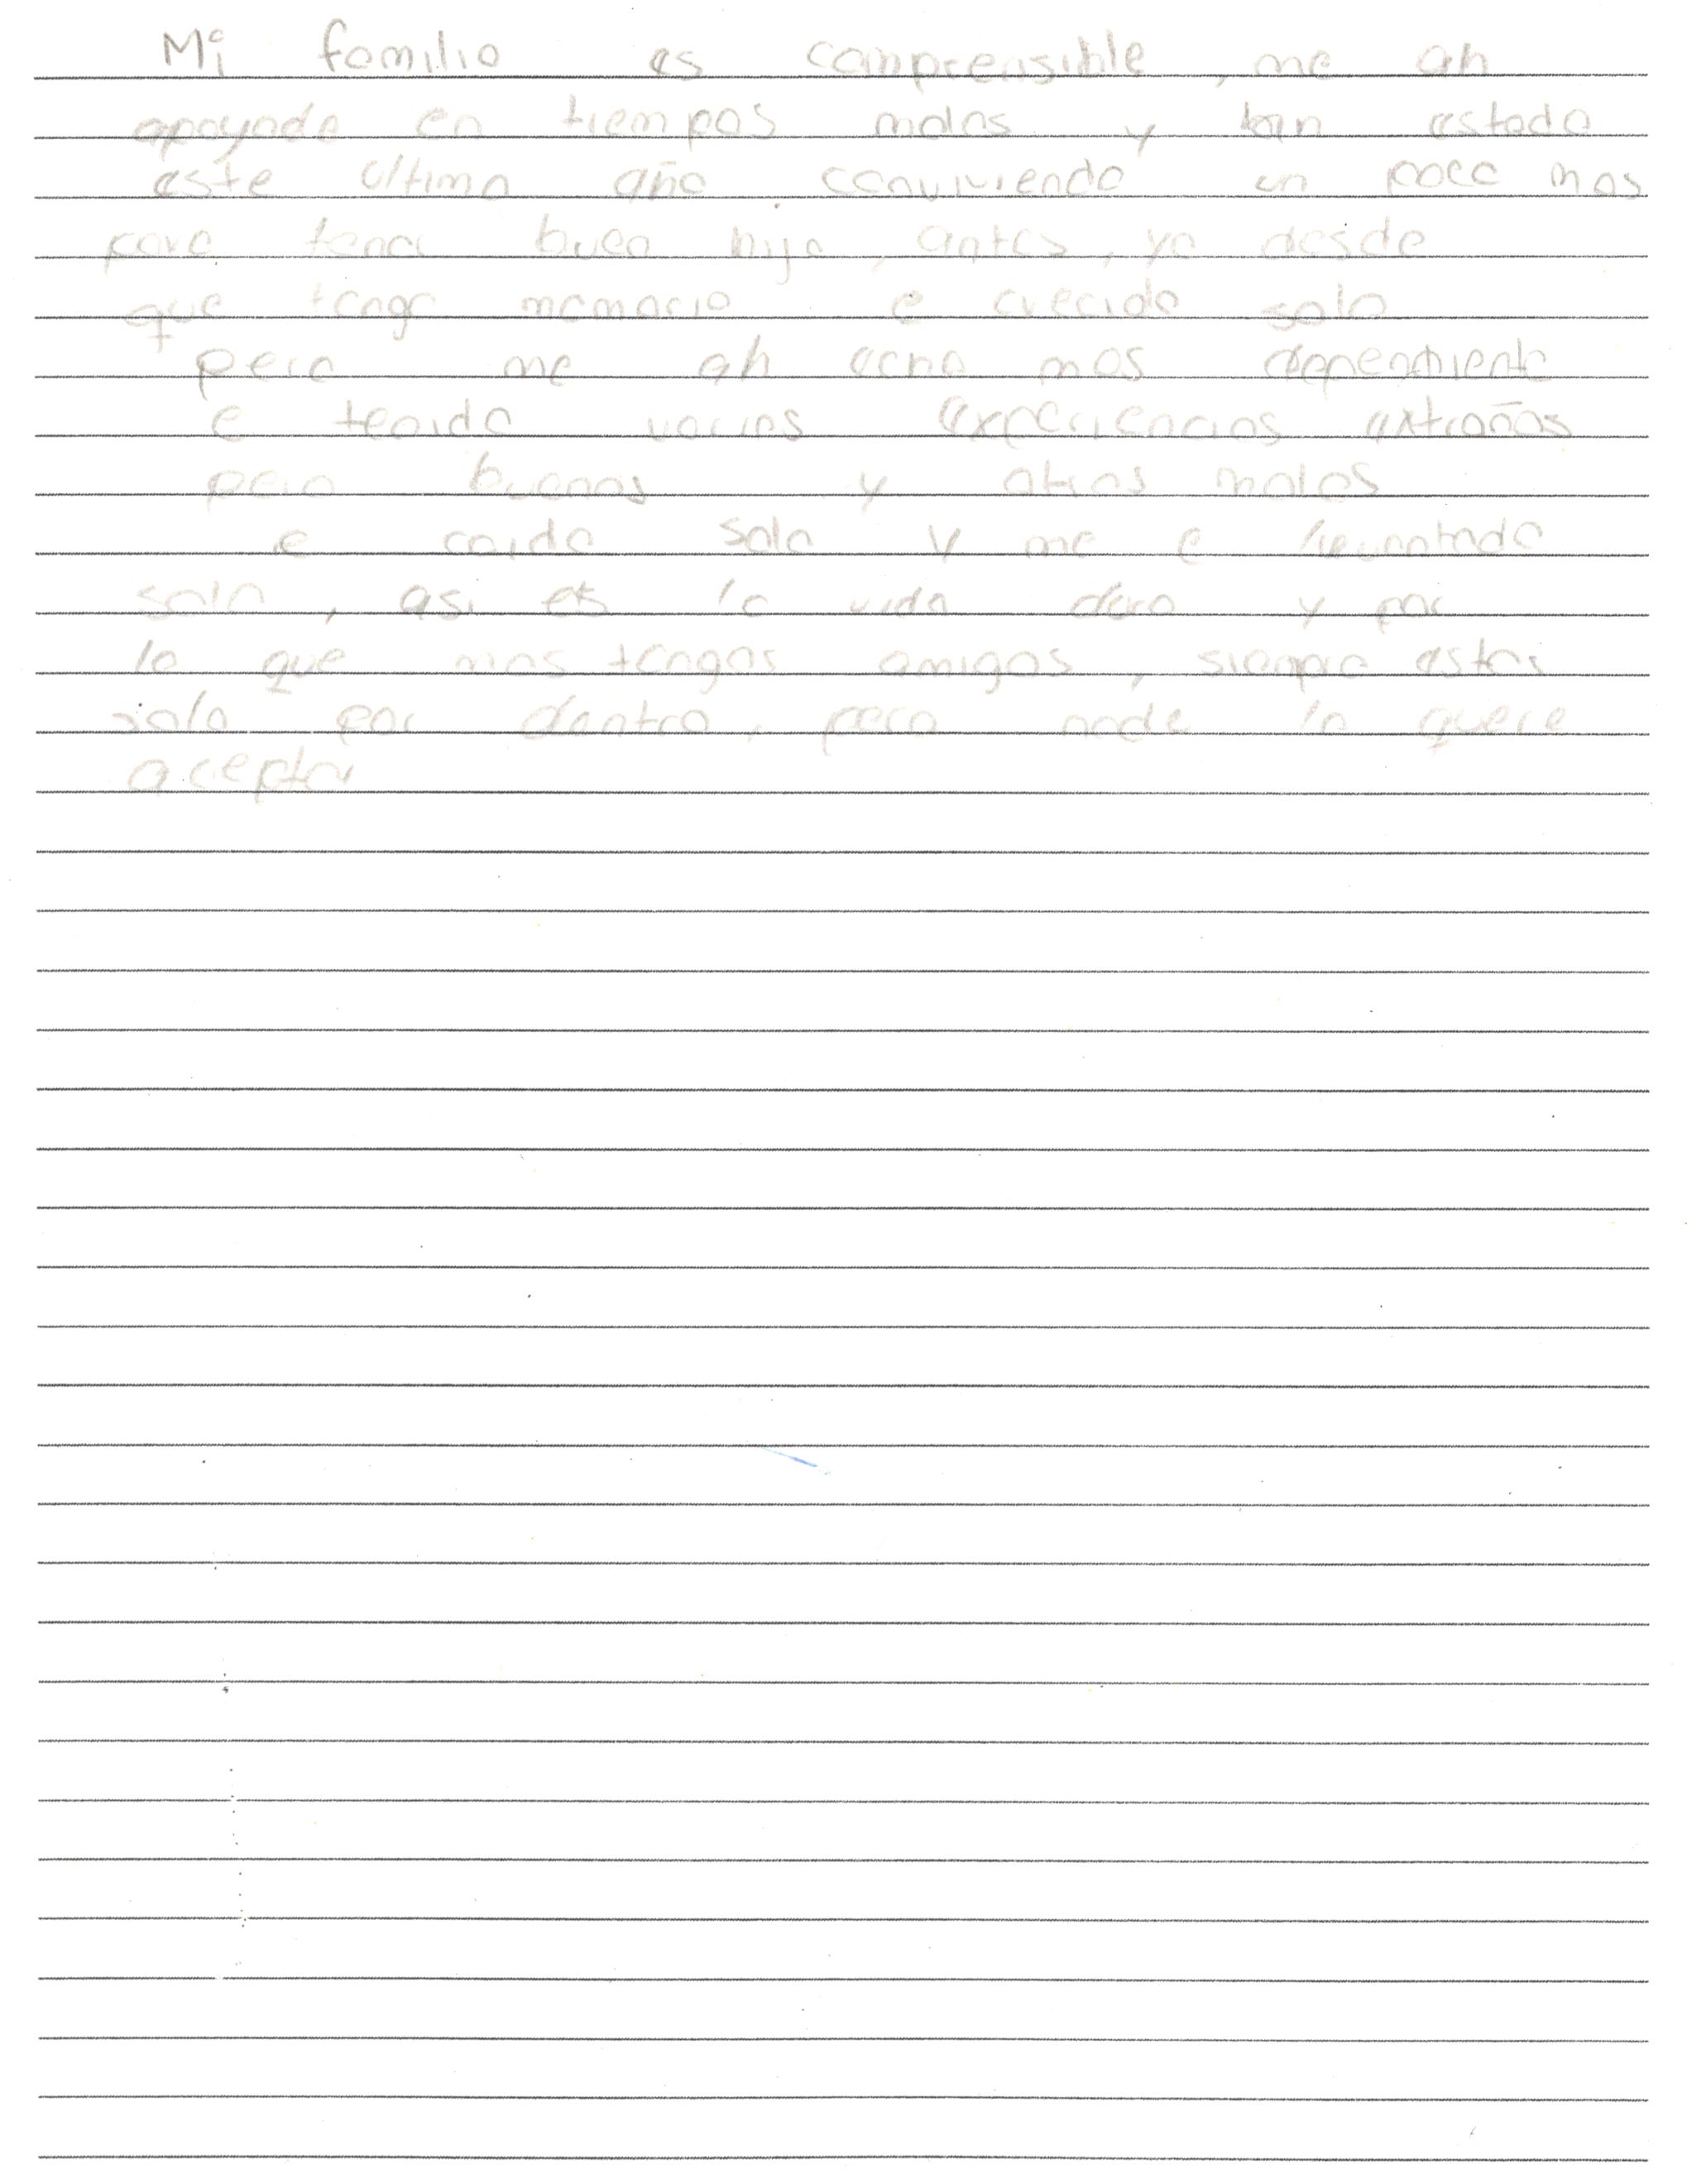 Mi familia es comprensible, me ah
apoyado en tiempos malos y han estado
este ultimo año conviviendo un poco mas
para tener buen hijo, antes, yo desde
que tengo memoria e crecido solo
pero me ah echo mas dependiente
e tenido varias experiencias extrañas
pero buenas y otras malas
e caido solo y me e levantado
solo, asi es la vida dura y por
lo que mas tengas amigos, siempre estas
solo por dentro, pero nade lo quere
aceptar